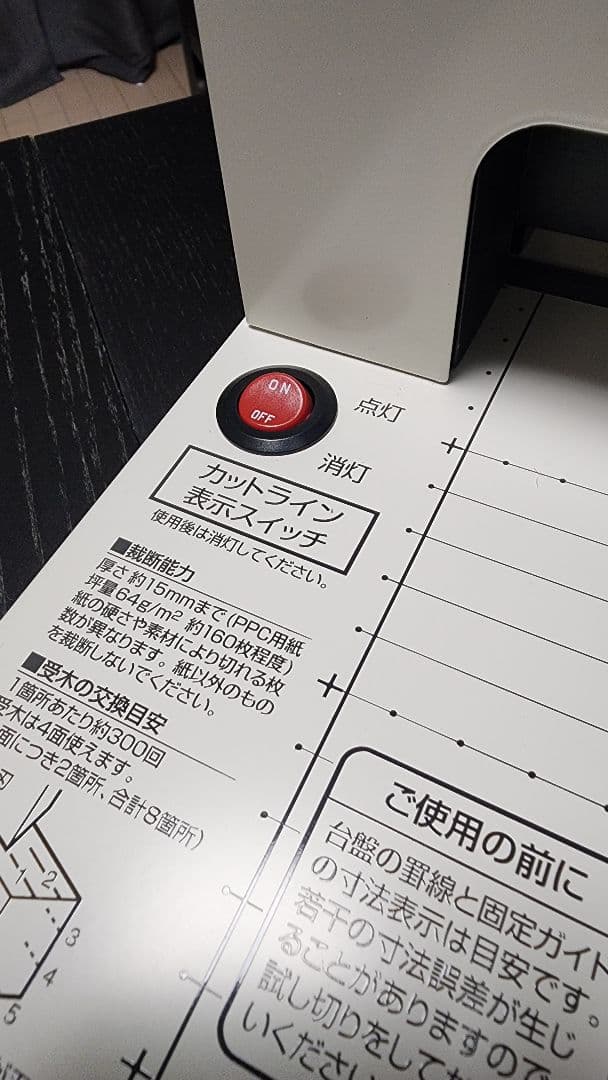 ON
OFF
点灯
消灯
カットライン
表示スイッチ
使用後は消灯してください。
■裁断能力
厚さ 約15mmまで(PPC用紙
坪量64g/m² 約160枚程度)
紙の硬さや素材により切れる枚
数が異なります。紙以外のもの
を裁断しないでください。
■受木の交換目安
1箇所あたり約300回
受木は4面使えます。
面につき2箇所、合計8箇所)
1
2
3
4
5
ご使用の前に
台盤の罫線と固定ガイド
の寸法表示は目安です。
若干の寸法誤差が生じ
ることがありますので
試し切りをして
いください